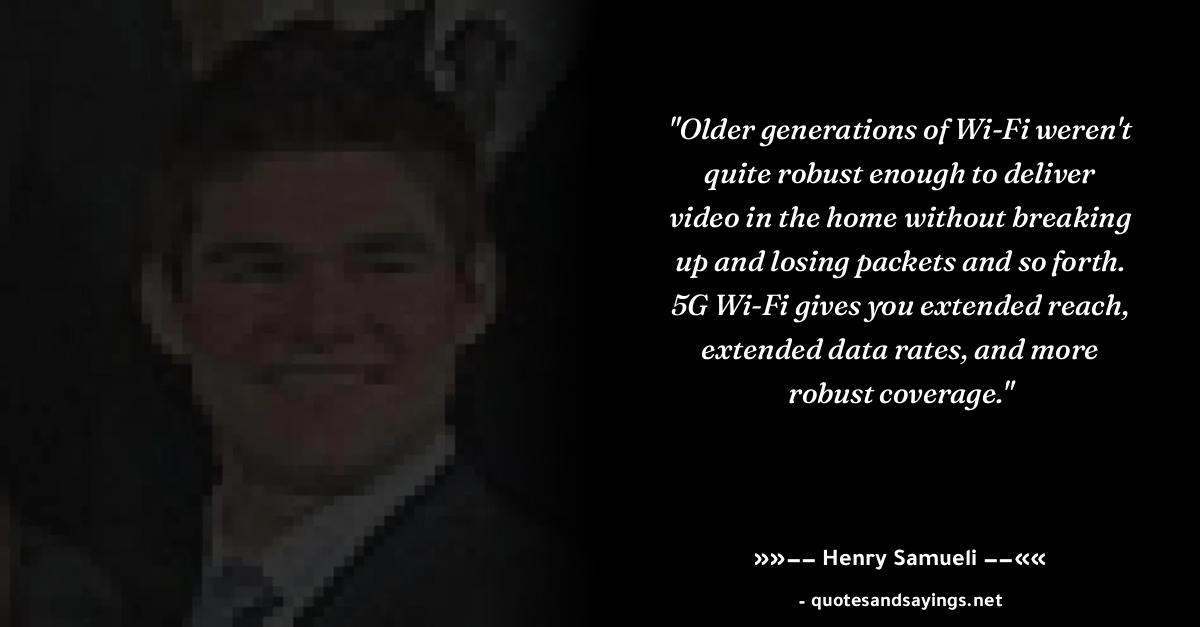 "Older generations of Wi-Fi weren't
quite robust enough to deliver
video in the home without breaking
up and losing packets and so forth.
5G Wi-Fi gives you extended reach,
extended data rates, and more
robust coverage."
»»−− Henry Samueli −−««
- quotesandsayings.net